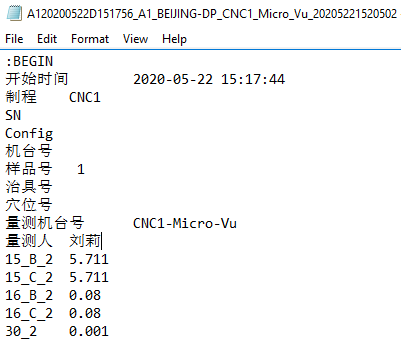 A120200522D151756_A1_BEIJING-DP_CNC1_Micro_Vu_20205221520502
File Edit Format View Help
:BEGIN
开始时间 2020-05-22 15:17:44
制程 CNC1
SN
Config
机台号
样品号 1
治具号
穴位号
量测机台号 CNC1-Micro-Vu
量测人 刘莉
15_B_2 5.711
15_C_2 5.711
16_B_2 0.08
16_C_2 0.08
30_2 0.001